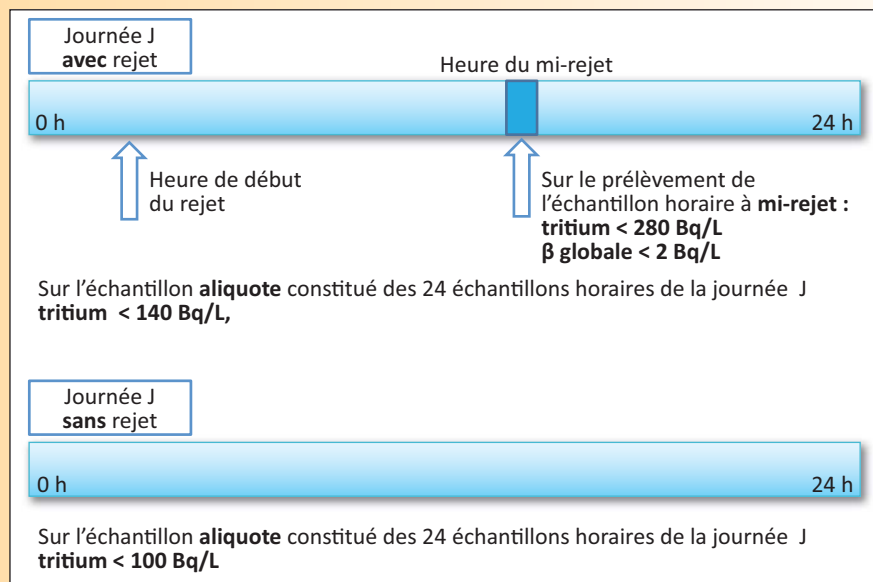 Journée J
avec rejet
Heure du mi-rejet
0 h
24 h
Heure de début
du rejet
Sur le prélèvement de
l’échantillon horaire à mi-rejet :
tritium < 280 Bq/L
β globale < 2 Bq/L
Sur l’échantillon aliquote constitué des 24 échantillons horaires de la journée J
tritium < 140 Bq/L,
Journée J
sans rejet
0 h
24 h
Sur l’échantillon aliquote constitué des 24 échantillons horaires de la journée J
tritium < 100 Bq/L